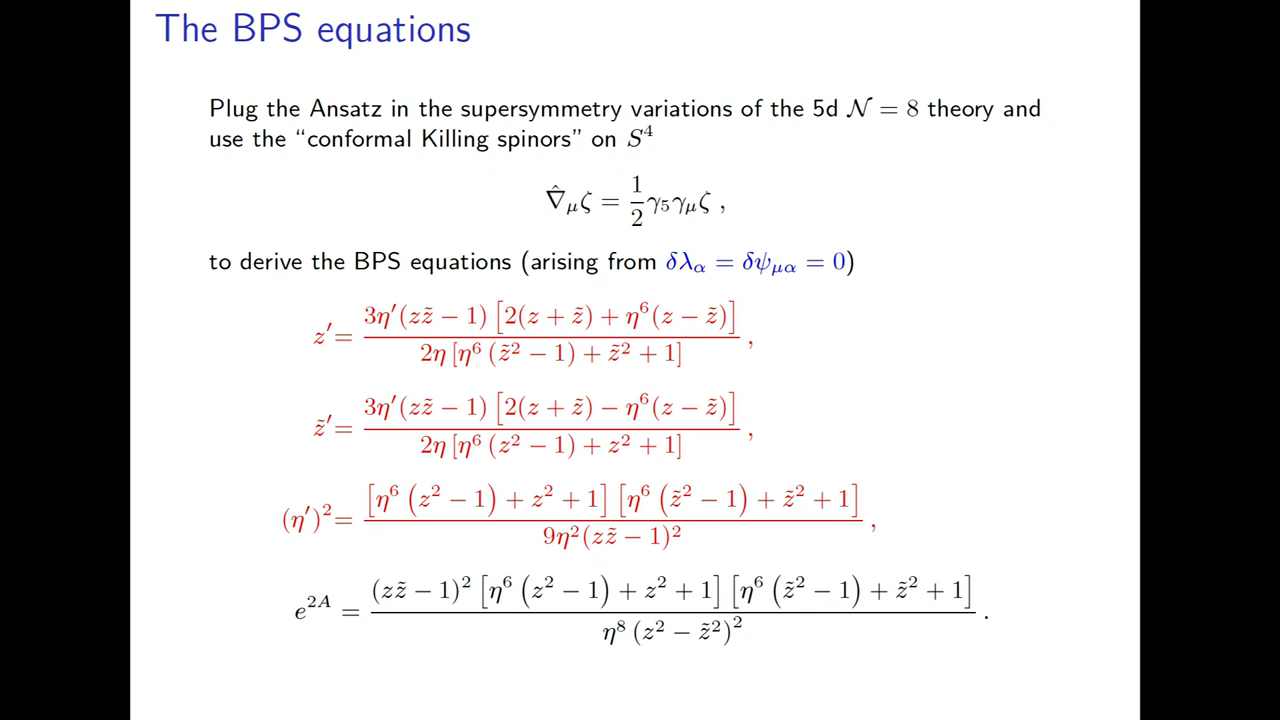 The BPS equations
Plug the Ansatz in the supersymmetry variations of the 5d 𝒩 = 8 theory and
use the “conformal Killing spinors” on S⁴
∇̂_μ ζ = 1/2 γ₅γ_μ ζ ,
to derive the BPS equations (arising from δλ_α = δψ_μα = 0)
z′ = 3η′(zz̃ − 1) [2(z + z̃) + η⁶(z − z̃)] / 2η [η⁶ (z̃² − 1) + z̃² + 1] ,
z̃′ = 3η′(zz̃ − 1) [2(z + z̃) − η⁶(z − z̃)] / 2η [η⁶ (z² − 1) + z² + 1] ,
(η′)² = [η⁶ (z² − 1) + z² + 1] [η⁶ (z̃² − 1) + z̃² + 1] / 9η²(zz̃ − 1)² ,
e^{2A} = (zz̃ − 1)² [η⁶ (z² − 1) + z² + 1] [η⁶ (z̃² − 1) + z̃² + 1] / η⁸ (z² − z̃²)² .